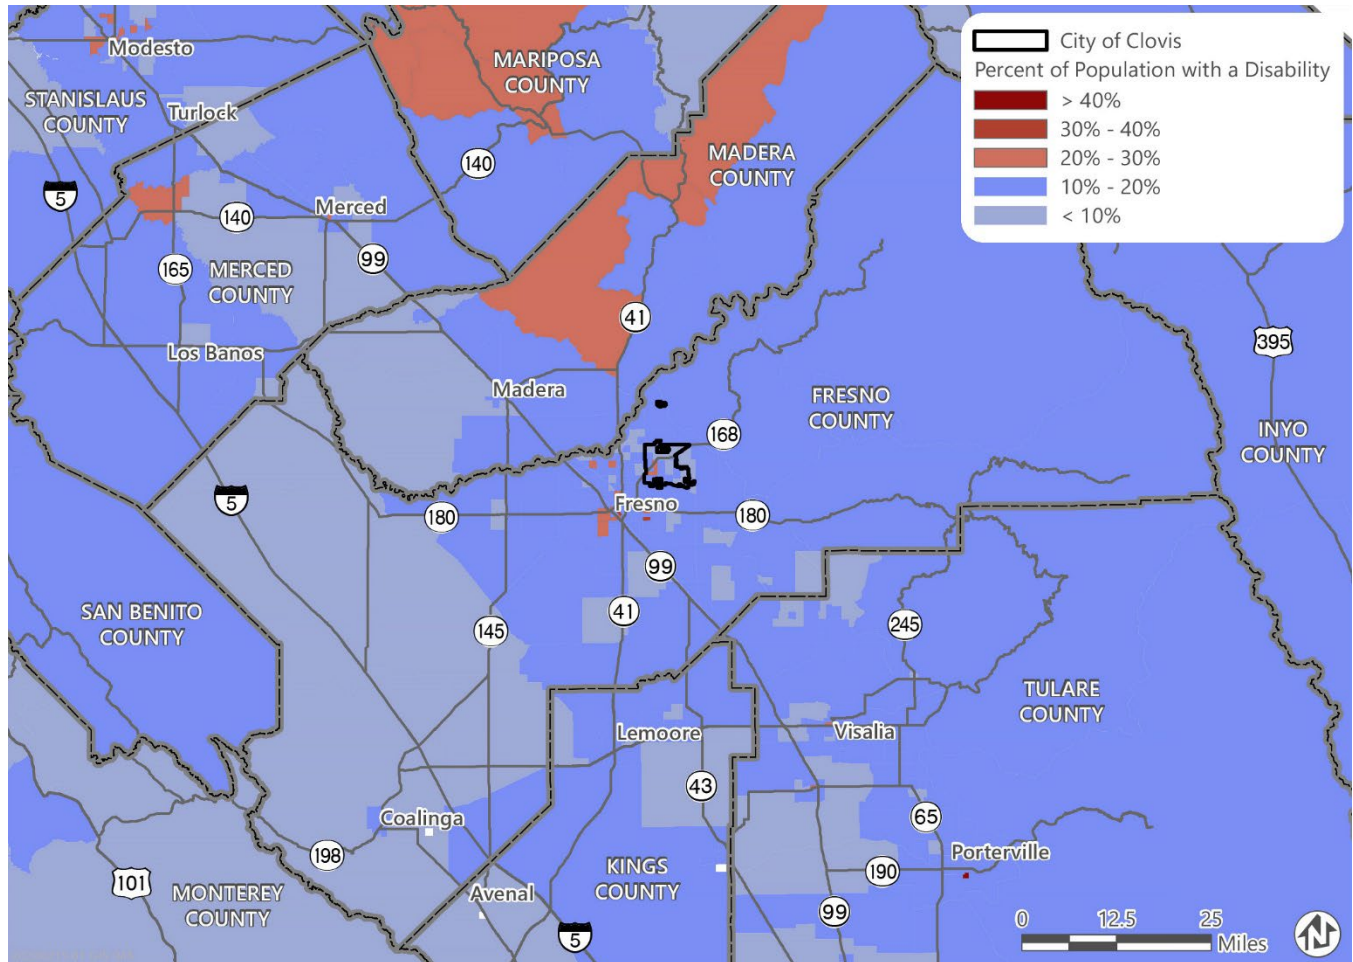 City of Clovis
Percent of Population with a Disability
> 40%
30% - 40%
20% - 30%
10% - 20%
< 10%
Modesto
MARIPOSA
COUNTY
STANISLAUS
COUNTY
Turlock
MADERA
COUNTY
140
5
Merced
140
99
165
MERCED
COUNTY
41
395
Los Banos
Madera
FRESNO
COUNTY
168
INYO
COUNTY
5
Fresno
180
180
99
SAN BENITO
COUNTY
41
145
245
TULARE
COUNTY
Lemoore
Visalia
43
65
Coalinga
Porterville
198
KINGS
COUNTY
190
101
MONTEREY
COUNTY
Avenal
99
5
0 12.5 25
Miles
N